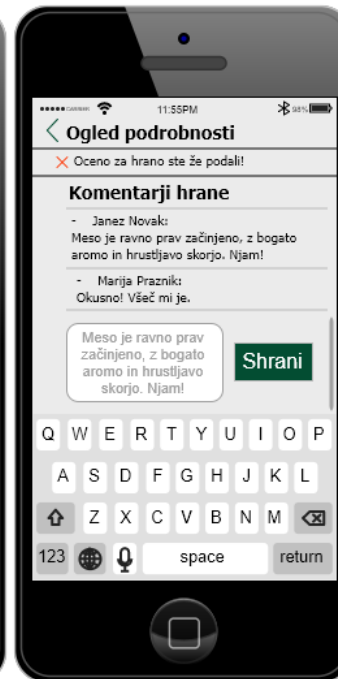 CARRIER 11:55PM 98%
Ogled podrobnosti
Oceno za hrano ste že podali!
Komentarji hrane
- Janez Novak:
Meso je ravno prav začinjeno, z bogato
aromo in hrustljavo skorjo. Njam!
- Marija Praznik:
Okusno! Všeč mi je.
Meso je ravno prav
začinjeno, z bogato
aromo in hrustljavo
skorjo. Njam!
Shrani
Q W E R T Y U I O P
A S D F G H J K L
Z X C V B N M
123 space return